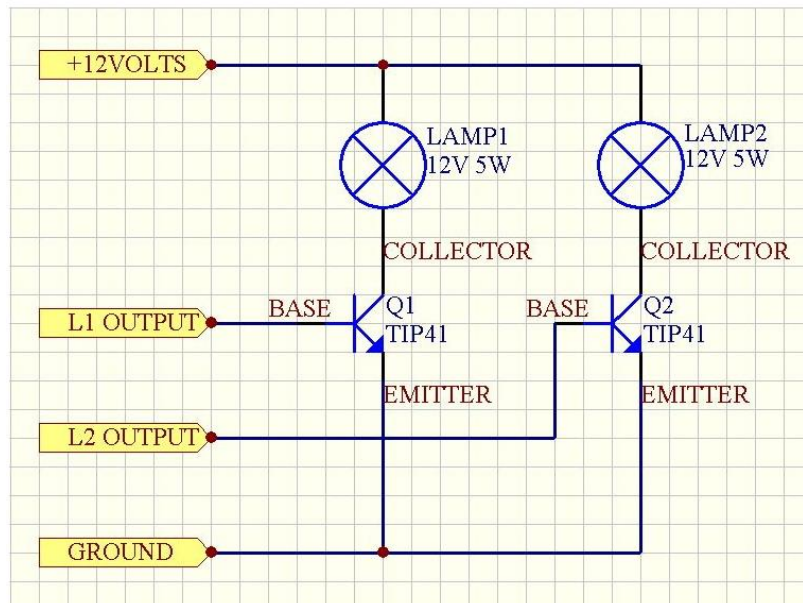 +12VOLTS
LAMP1
12V 5W
LAMP2
12V 5W
COLLECTOR
COLLECTOR
L1 OUTPUT
BASE
Q1
TIP41
BASE
Q2
TIP41
EMITTER
EMITTER
L2 OUTPUT
GROUND